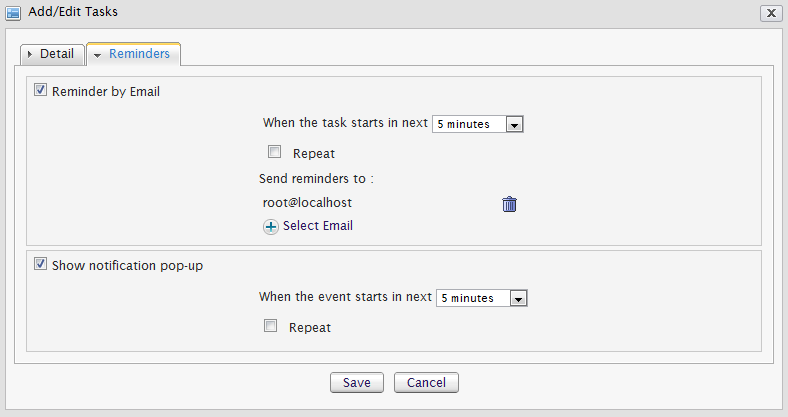 Add/Edit Tasks
Detail Reminders
Reminder by Email
When the task starts in next 5 minutes
Repeat
Send reminders to :
root@localhost
Select Email
Show notification pop-up
When the event starts in next 5 minutes
Repeat
Save Cancel